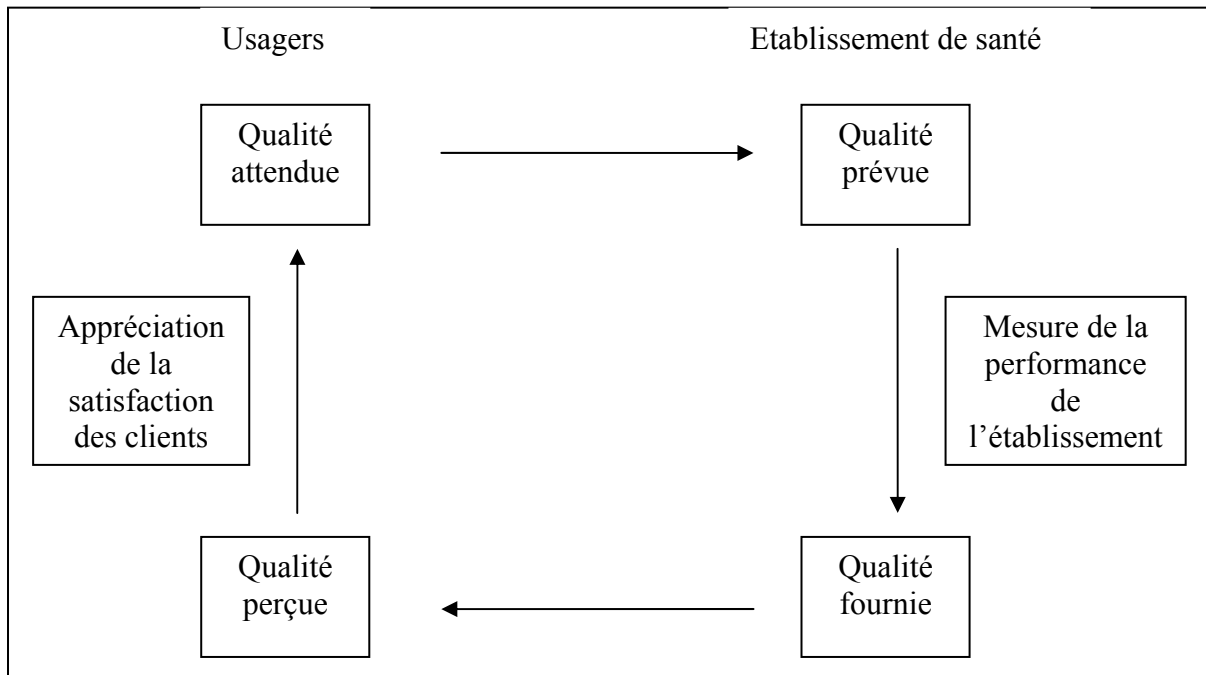 Usagers
Etablissement de santé
Qualité
attendue
Qualité
prévue
Appréciation
de la
satisfaction
des clients
Mesure de la
performance
de
l’établissement
Qualité
perçue
Qualité
fournie